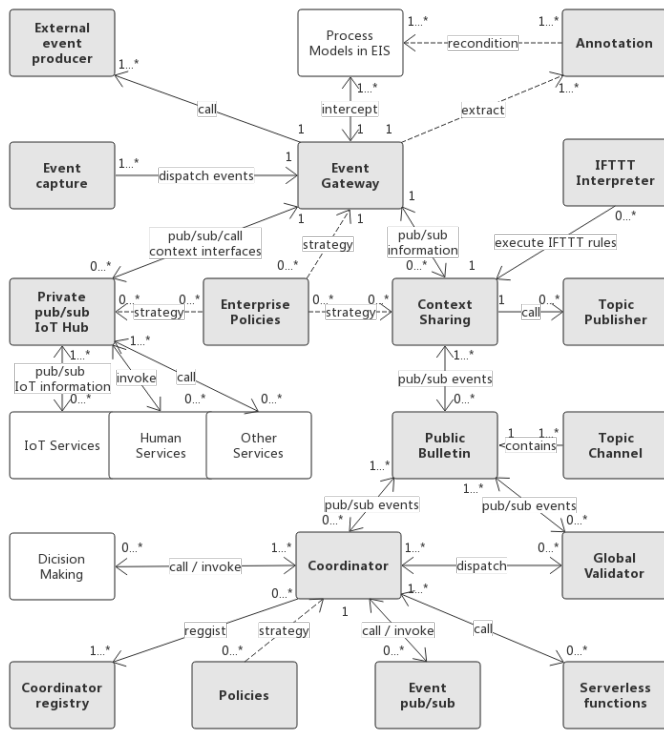 External
event
producer
Process
Models in EIS
Annotation
1...*
1...*
recondition
1...*
1...*
intercept
1...*
call
extract
1
1
1
Event
capture
1...*
dispatch events
1
Event
Gateway
IFTTT
Interpreter
1
1
1
0...*
pub/sub/call
context interfaces
strategy
pub/sub
information
execute IFTTT rules
0...*
0...*
0...*
1
Private
pub/sub
IoT Hub
0...*
strategy
0...*
Enterprise
Policies
0...*
strategy
0...*
Context
Sharing
1
call
0...*
Topic
Publisher
1...*
1...*
1...*
pub/sub
IoT information
invoke
call
pub/sub events
0...*
0...*
0...*
0...*
IoT Services
Human
Services
Other
Services
Public
Bulletin
1
<contains
1...*
Topic
Channel
1...*
1...*
pub/sub events
pub/sub events
0...*
0...*
Dicision
Making
0...*
call / invoke
1...*
Coordinator
1...*
dispatch
0...*
Global
Validator
0...*
1
1...*
reggist
strategy
call / invoke
call
1...*
0...*
0...*
0...*
Coordinator
registry
Policies
Event
pub/sub
Serverless
functions